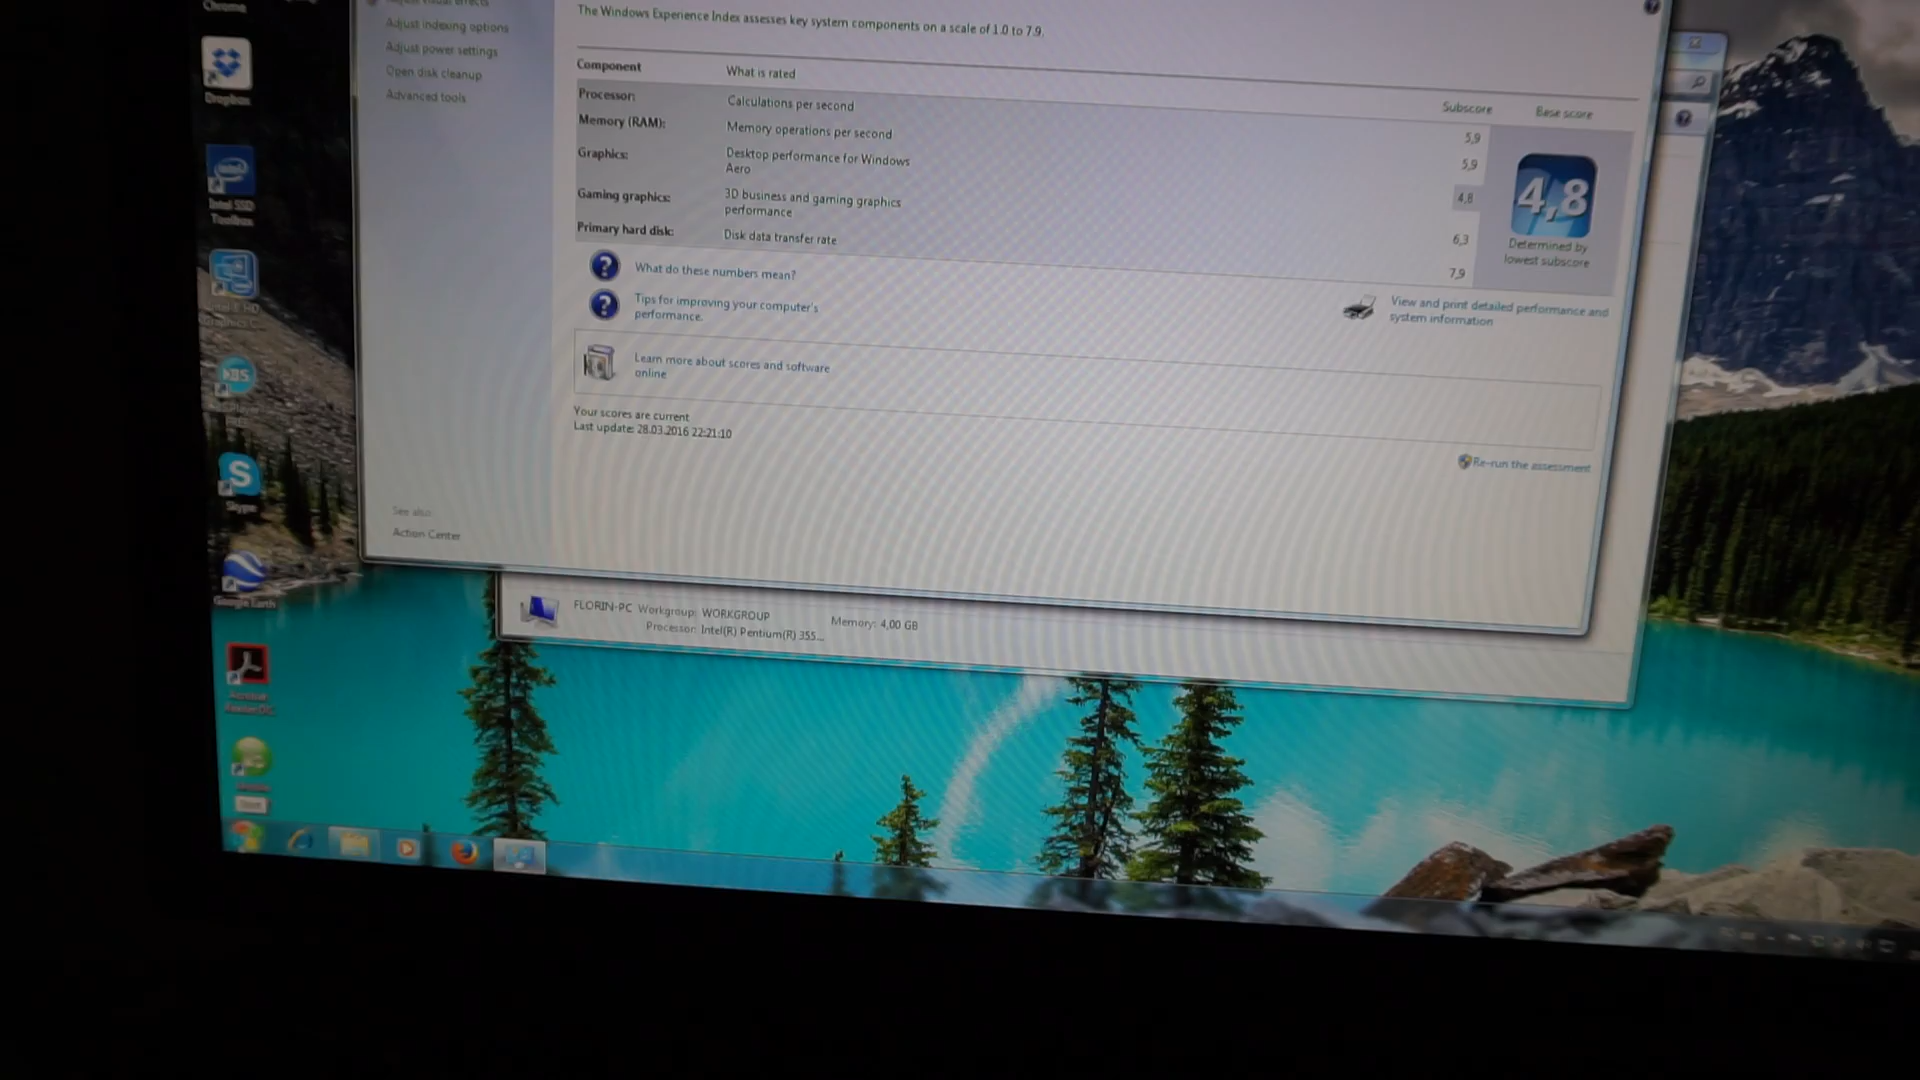 Chrome
Dropbox
Intel SSD
Toolbox
Skype
Google Earth
Adjust visual effects
Adjust indexing options
Adjust power settings
Open disk cleanup
Advanced tools
See also
Action Center
The Windows Experience Index assesses key system components on a scale of 1.0 to 7.9.
Component What is rated Subscore Base score
Processor: Calculations per second 5,9
Memory (RAM): Memory operations per second 5,9
Graphics: Desktop performance for Windows
Aero 4,8
Gaming graphics: 3D business and gaming graphics
performance 6,3
Primary hard disk: Disk data transfer rate 7,9
4,8
Determined by
lowest subscore
What do these numbers mean?
Tips for improving your computer's
performance.
View and print detailed performance and
system information
Learn more about scores and software
online
Your scores are current
Last update: 28.03.2016 22:21:10
Re-run the assessment
FLORIN-PC Workgroup: WORKGROUP Memory: 4,00 GB
Processor: Intel(R) Pentium(R) 355...